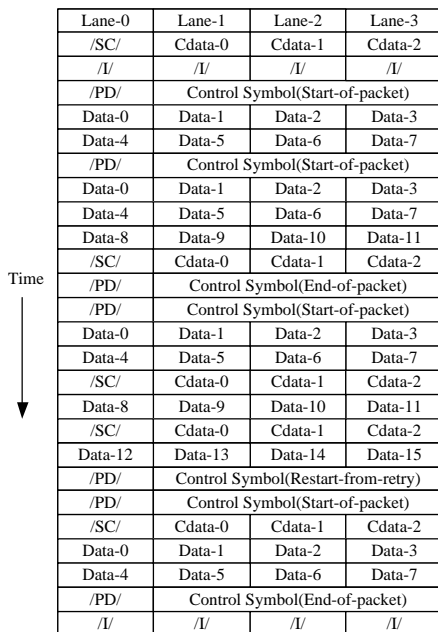 Lane-0 Lane-1 Lane-2 Lane-3
/SC/ Cdata-0 Cdata-1 Cdata-2
/I/ /I/ /I/ /I/
/PD/ Control Symbol(Start-of-packet)
Data-0 Data-1 Data-2 Data-3
Data-4 Data-5 Data-6 Data-7
/PD/ Control Symbol(Start-of-packet)
Data-0 Data-1 Data-2 Data-3
Data-4 Data-5 Data-6 Data-7
Data-8 Data-9 Data-10 Data-11
/SC/ Cdata-0 Cdata-1 Cdata-2
Time
/PD/ Control Symbol(End-of-packet)
/PD/ Control Symbol(Start-of-packet)
Data-0 Data-1 Data-2 Data-3
Data-4 Data-5 Data-6 Data-7
/SC/ Cdata-0 Cdata-1 Cdata-2
Data-8 Data-9 Data-10 Data-11
/SC/ Cdata-0 Cdata-1 Cdata-2
Data-12 Data-13 Data-14 Data-15
/PD/ Control Symbol(Restart-from-retry)
/PD/ Control Symbol(Start-of-packet)
/SC/ Cdata-0 Cdata-1 Cdata-2
Data-0 Data-1 Data-2 Data-3
Data-4 Data-5 Data-6 Data-7
/PD/ Control Symbol(End-of-packet)
/I/ /I/ /I/ /I/